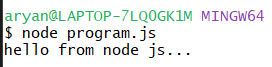 aryan@LAPTOP-7LQOGK1M MINGW64
$ node program.js
hello from node js...